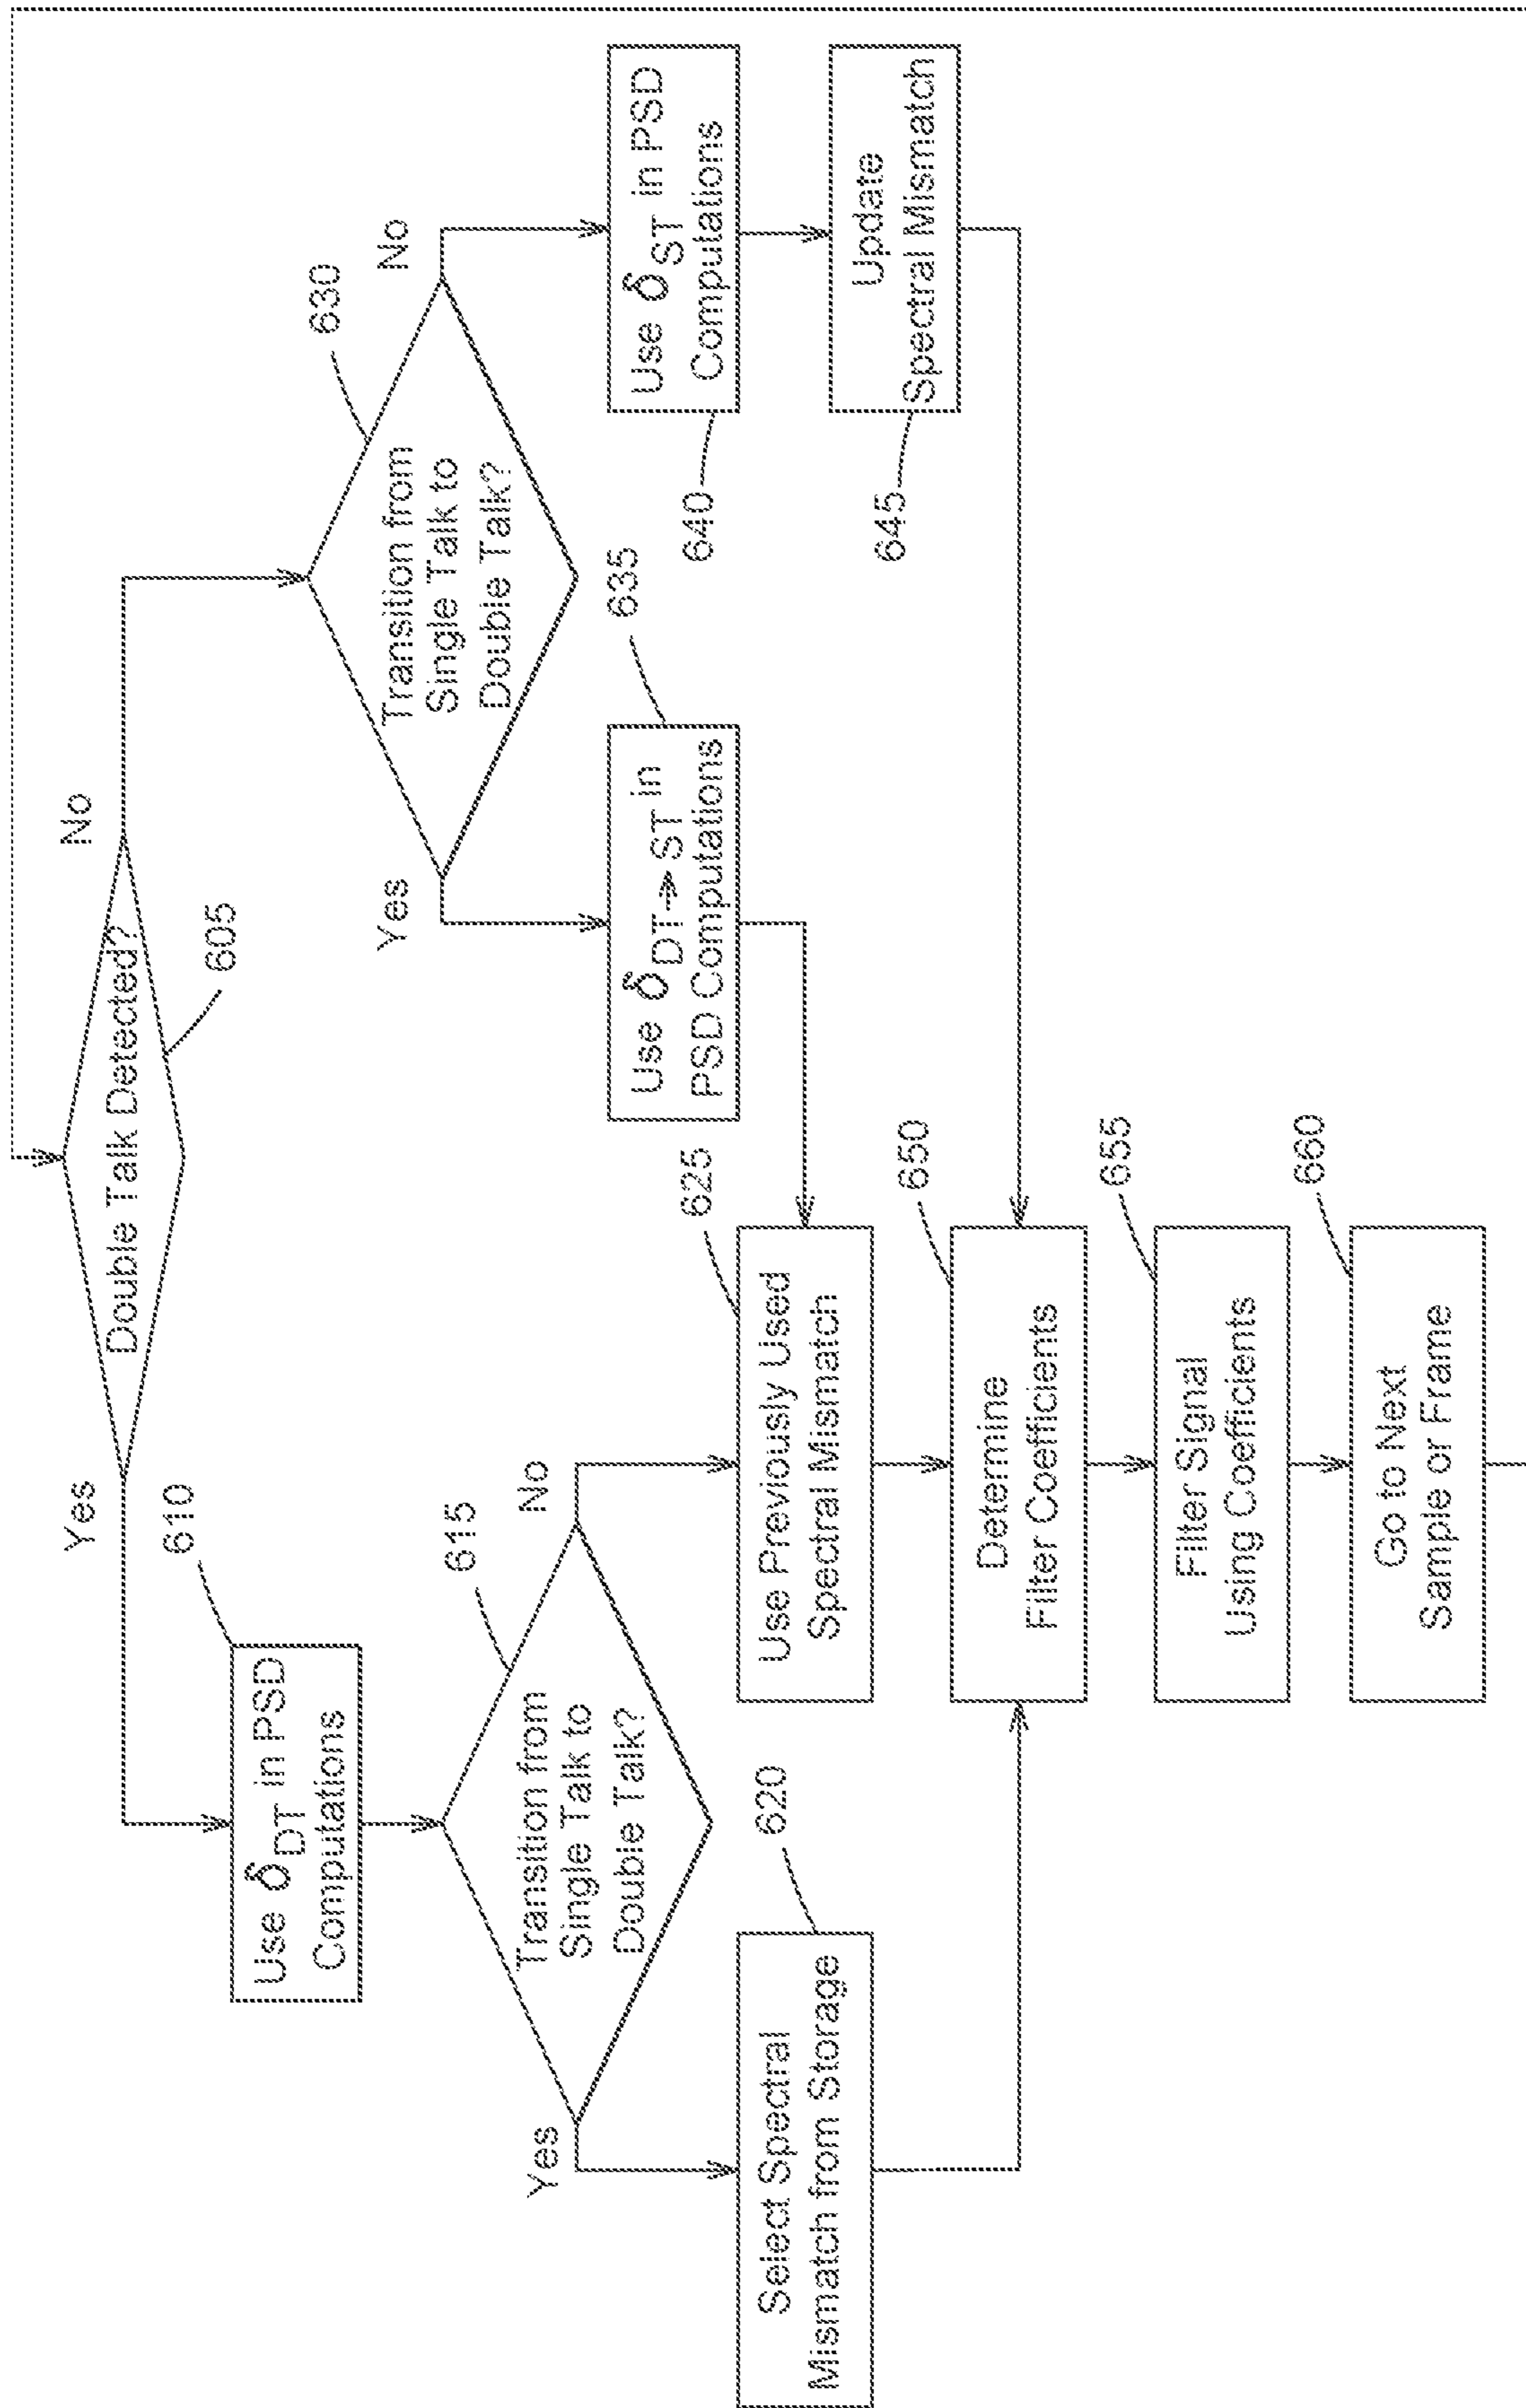 Double Talk Detected?
605
Yes
No
610
Use δDT in PSD
Computations
615
Transition from
Single Talk to
Double Talk?
Yes
No
620
Select Spectral
Mismatch from Storage
625
Use Previously Used
Spectral Mismatch
630
Transition from
Single Talk to
Double Talk?
Yes
No
635
Use δDT→ST in
PSD Computations
640
Use δST in PSD
Computations
645
Update
Spectral Mismatch
650
Determine
Filter Coefficients
655
Filter Signal
Using Coefficients
660
Go to Next
Sample or Frame